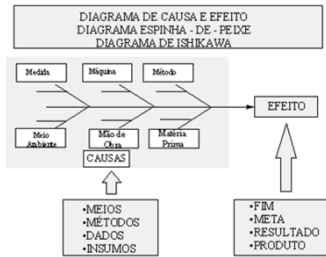 DIAGRAMA DE CAUSA E EFEITO
DIAGRAMA ESPINHA - DE - PEIXE
DIAGRAMA DE ISHIKAWA
Medida
Máquina
Método
EFEITO
Meio
Ambiente
Mão de
Obra
Matéria
Prima
CAUSAS
•MEIOS
•MÉTODOS
•DADOS
•INSUMOS
•FIM
•META
•RESULTADO
•PRODUTO